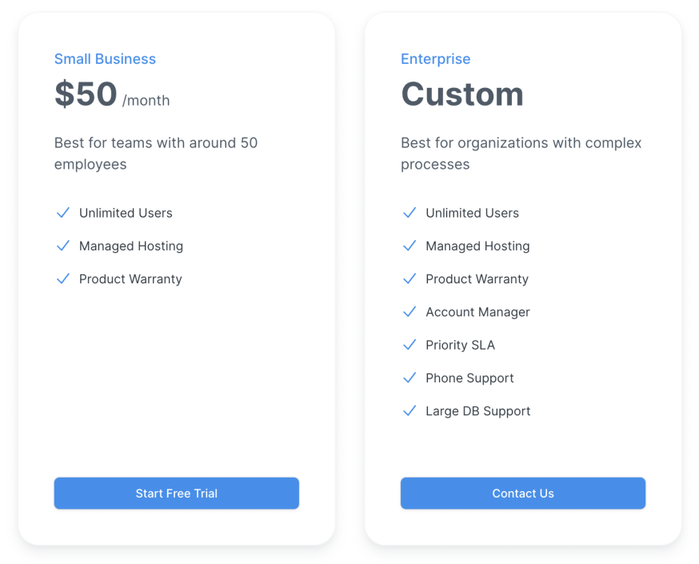 Small Business
$50 /month
Best for teams with around 50
employees
Unlimited Users
Managed Hosting
Product Warranty
Start Free Trial
Enterprise
Custom
Best for organizations with complex
processes
Unlimited Users
Managed Hosting
Product Warranty
Account Manager
Priority SLA
Phone Support
Large DB Support
Contact Us